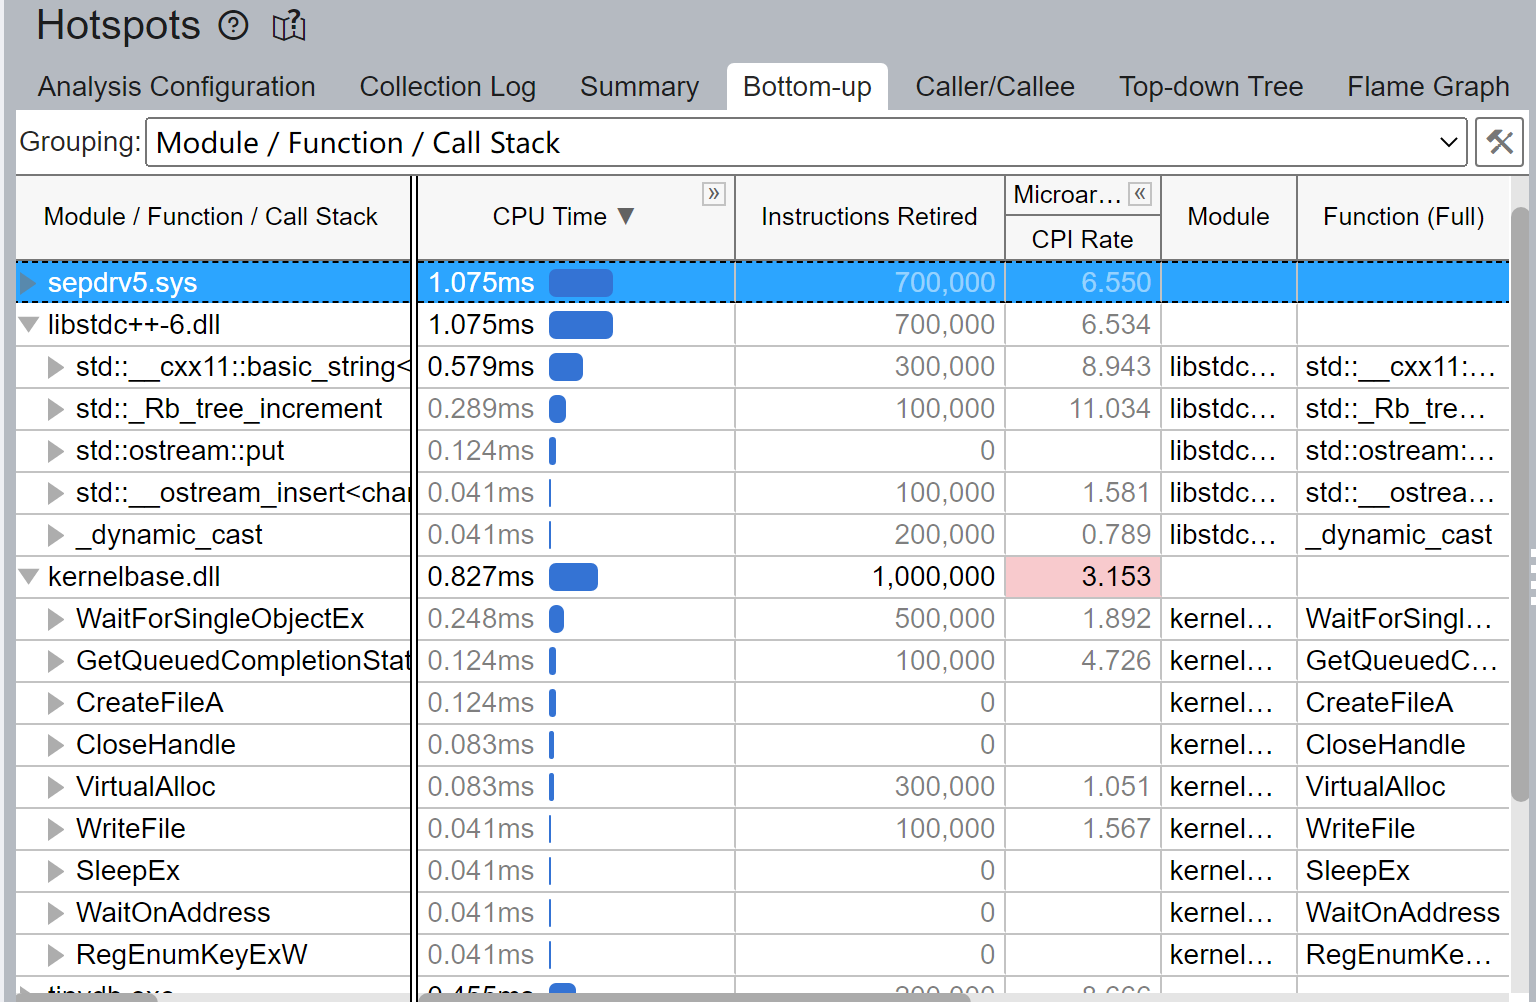 Hotspots
Analysis Configuration Collection Log Summary Bottom-up Caller/Callee Top-down Tree Flame Graph
Grouping: Module / Function / Call Stack
Module / Function / Call Stack CPU Time ▼ » Instructions Retired Microar… « Module Function (Full)
CPI Rate
sepdrv5.sys 1.075ms 700,000 6.550
libstdc++-6.dll 1.075ms 700,000 6.534
std::__cxx11::basic_string< 0.579ms 300,000 8.943 libstdc… std::__cxx11:…
std::_Rb_tree_increment 0.289ms 100,000 11.034 libstdc… std::_Rb_tre…
std::ostream::put 0.124ms 0 libstdc… std::ostream:…
std::__ostream_insert<char 0.041ms 100,000 1.581 libstdc… std::__ostrea…
_dynamic_cast 0.041ms 200,000 0.789 libstdc… _dynamic_cast
kernelbase.dll 0.827ms 1,000,000 3.153
WaitForSingleObjectEx 0.248ms 500,000 1.892 kernel… WaitForSingl…
GetQueuedCompletionStat 0.124ms 100,000 4.726 kernel… GetQueuedC…
CreateFileA 0.124ms 0 kernel… CreateFileA
CloseHandle 0.083ms 0 kernel… CloseHandle
VirtualAlloc 0.083ms 300,000 1.051 kernel… VirtualAlloc
WriteFile 0.041ms 100,000 1.567 kernel… WriteFile
SleepEx 0.041ms 0 kernel… SleepEx
WaitOnAddress 0.041ms 0 kernel… WaitOnAddress
RegEnumKeyExW 0.041ms 0 kernel… RegEnumKe…
tinydb.exe 0.455ms 200,000 8.666